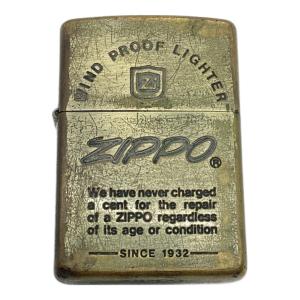 WIND PROOF LIGHTER
ZIPPO®
We have never charged
a cent for the repair
of a ZIPPO regardless
of its age or condition
SINCE 1932